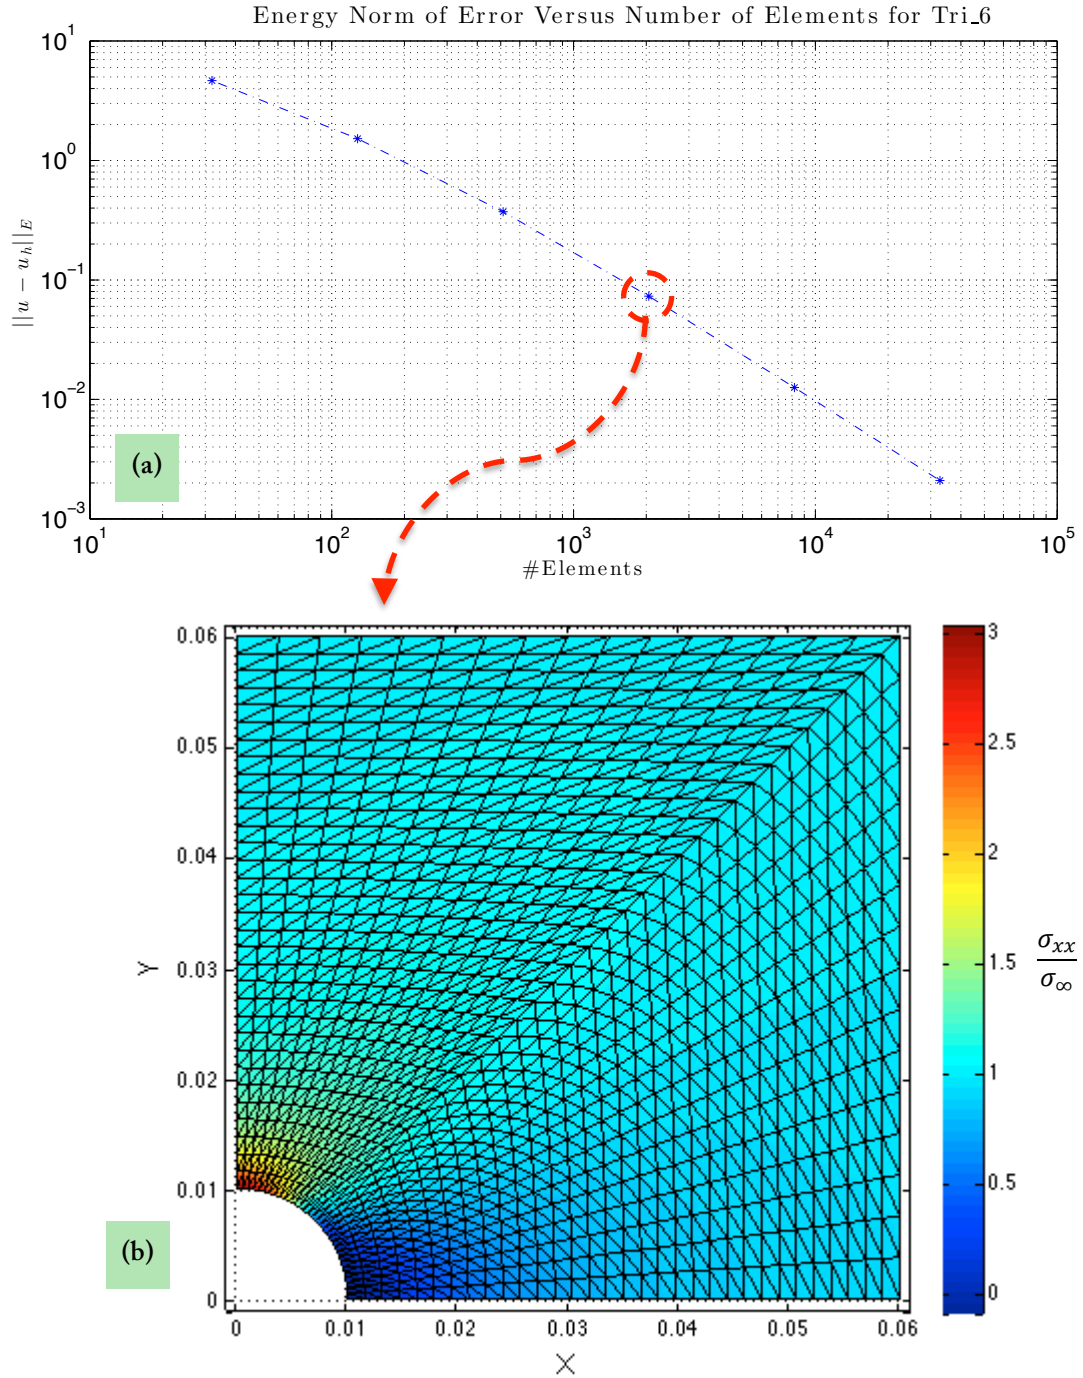 Energy Norm of Error Versus Number of Elements for Tri_6
||u − u_h||_E
10^1
10^0
10^−1
10^−2
10^−3
(a)
10^1 10^2 10^3 10^4 10^5
#Elements
0.06
0.05
0.04
0.03
0.02
0.01
0
Y
(b)
0 0.01 0.02 0.03 0.04 0.05 0.06
X
3
2.5
2
1.5
1
0.5
0
σ_xx
σ_∞